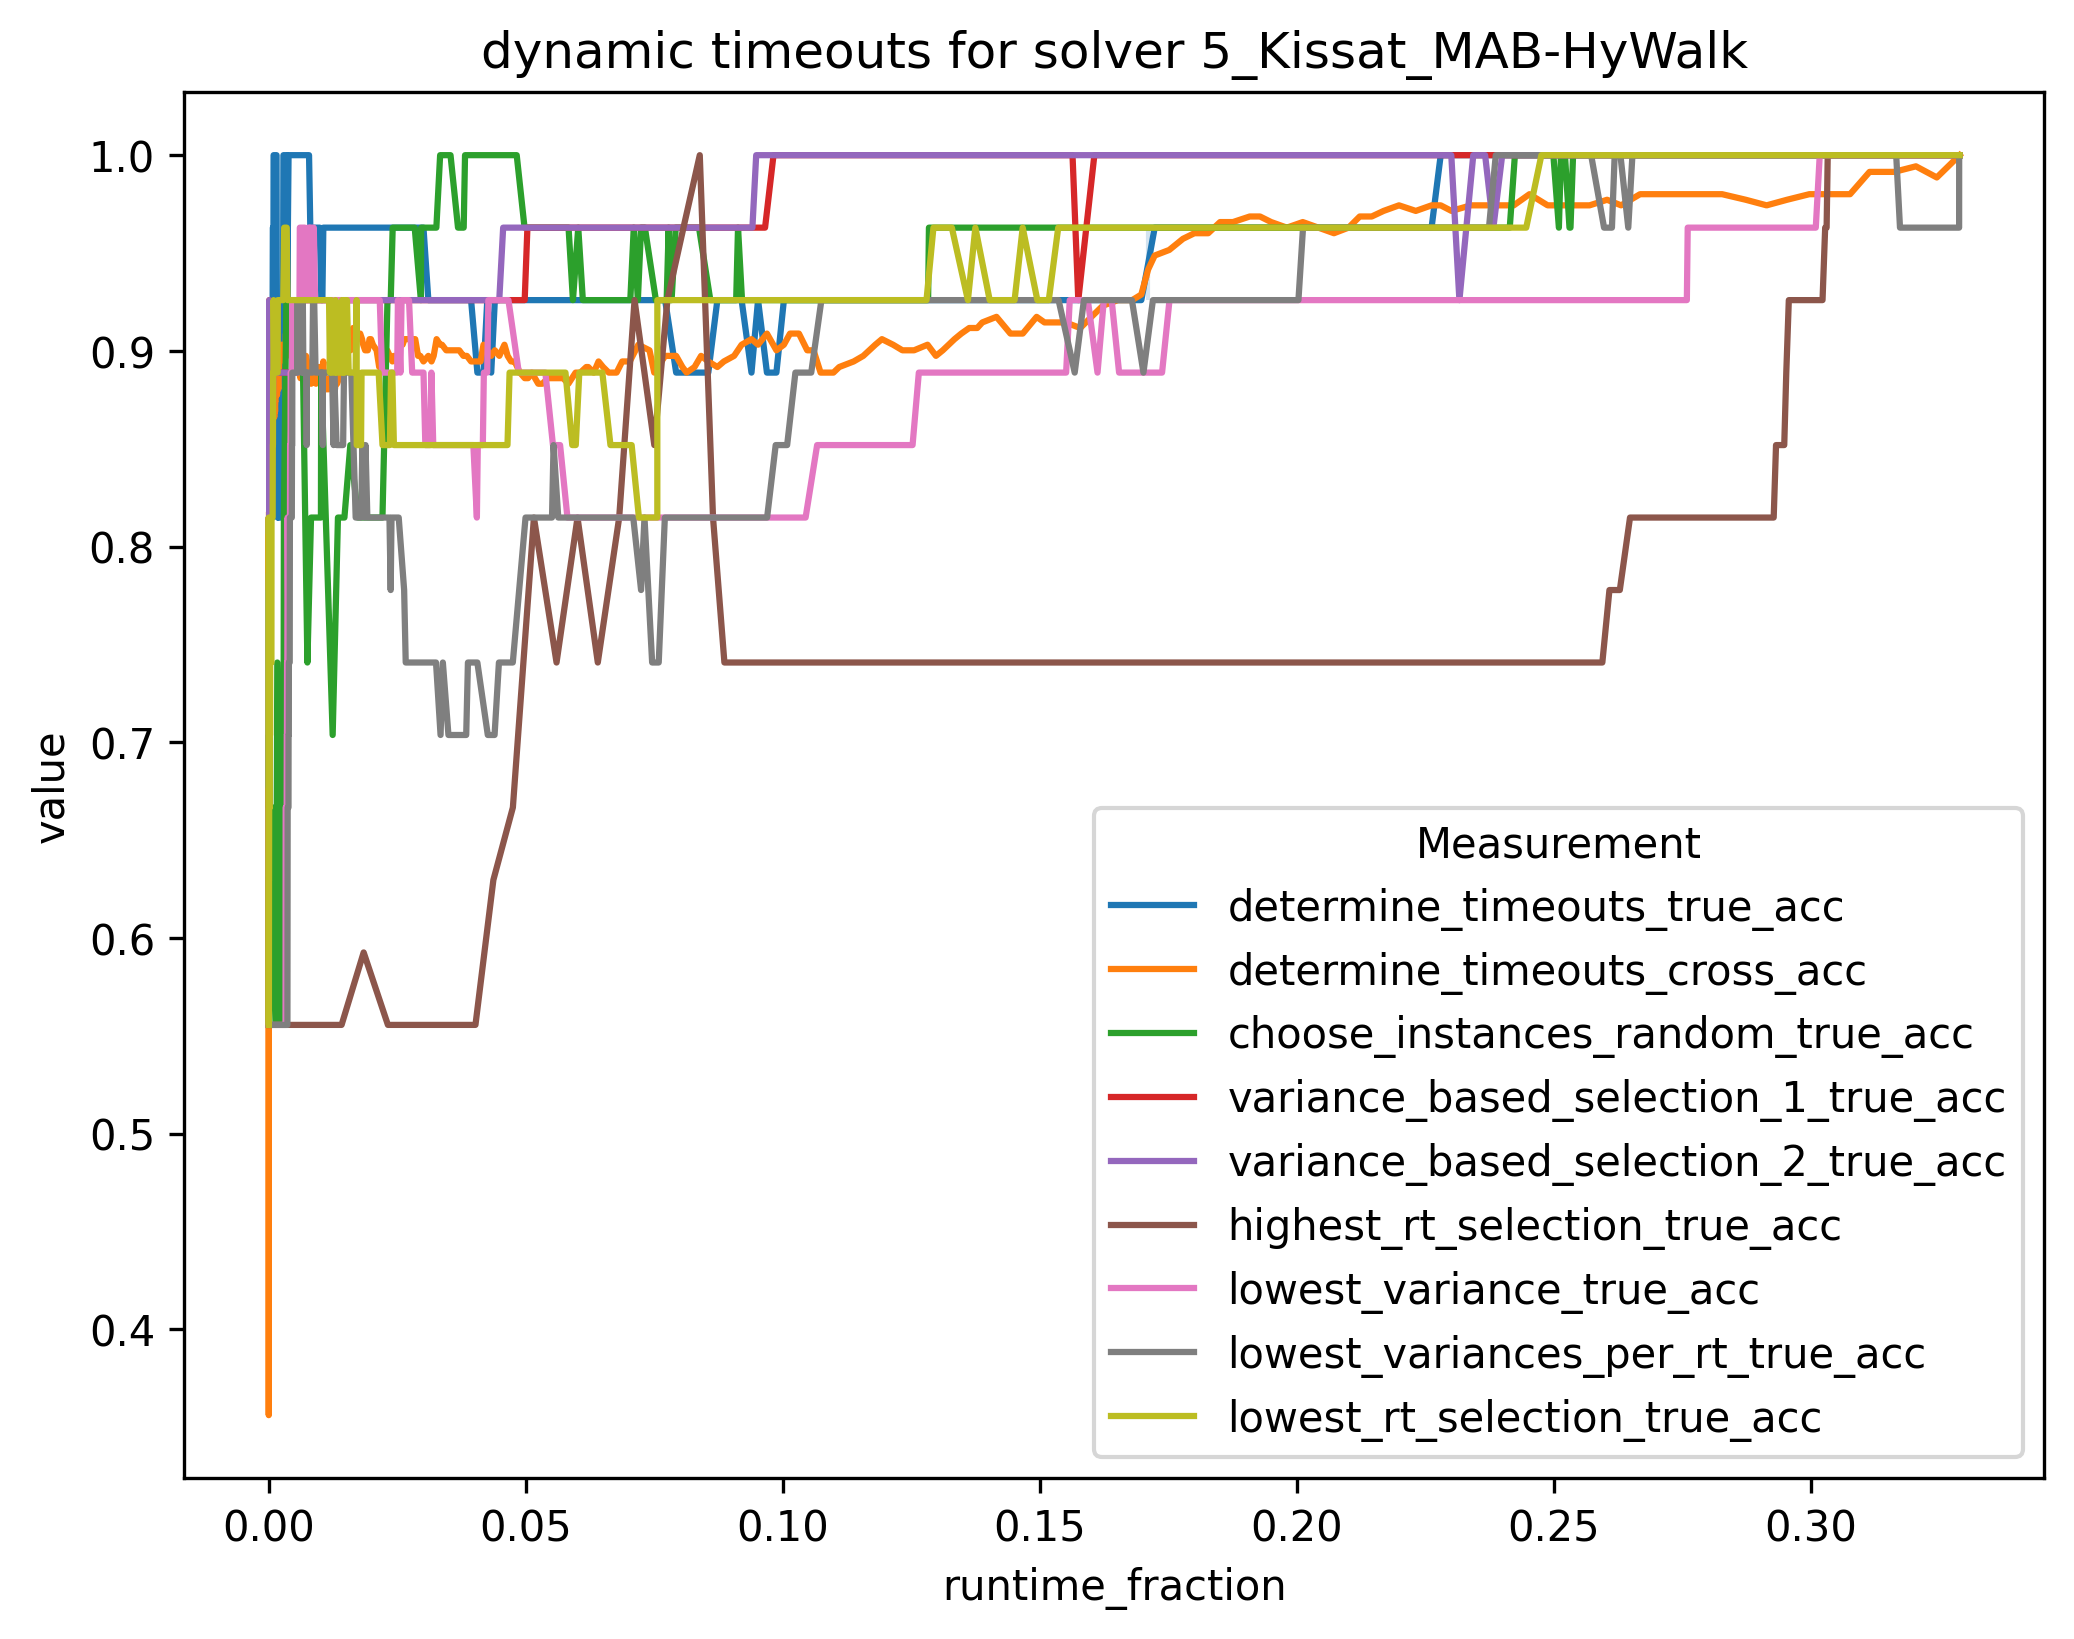 dynamic timeouts for solver 5_Kissat_MAB-HyWalk
1.0
0.9
0.8
0.7
0.6
0.5
0.4
value
0.00
0.05
0.10
0.15
0.20
0.25
0.30
runtime_fraction
Measurement
determine_timeouts_true_acc
determine_timeouts_cross_acc
choose_instances_random_true_acc
variance_based_selection_1_true_acc
variance_based_selection_2_true_acc
highest_rt_selection_true_acc
lowest_variance_true_acc
lowest_variances_per_rt_true_acc
lowest_rt_selection_true_acc